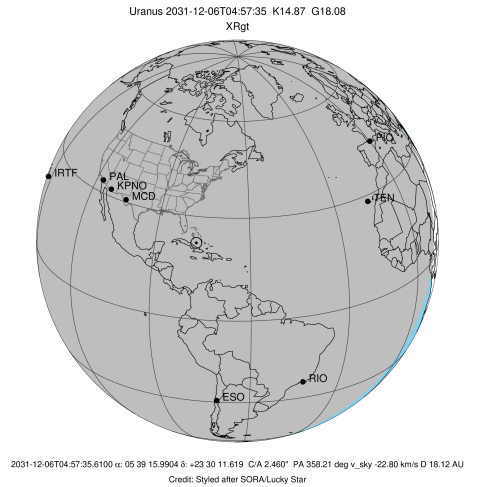 Uranus 2031-12-06T04:57:35 K14.87 G18.08
XRgt
PIC
IRTF
PAL
KPNO
MCD
TEN
RIO
ESO
2031-12-06T04:57:35.6100 α: 05 39 15.9904 δ: +23 30 11.619 C/A 2.460" PA 358.21 deg v_sky -22.80 km/s D 18.12 AU
Credit: Styled after SORA/Lucky Star